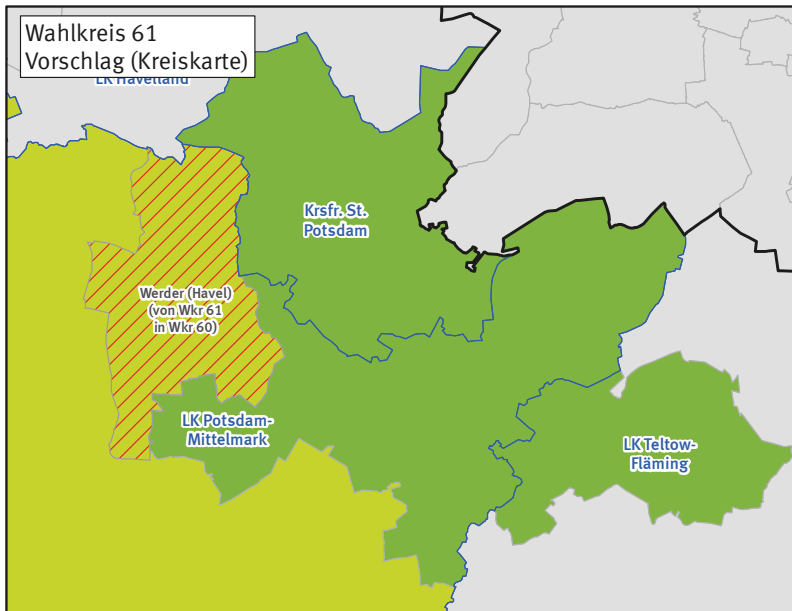 Wahlkreis 61
Vorschlag (Kreiskarte)
LK Havelland
Krsfr. St.
Potsdam
Werder (Havel)
(von Wkr 61
in Wkr 60)
LK Potsdam-
Mittelmark
LK Teltow-
Fläming